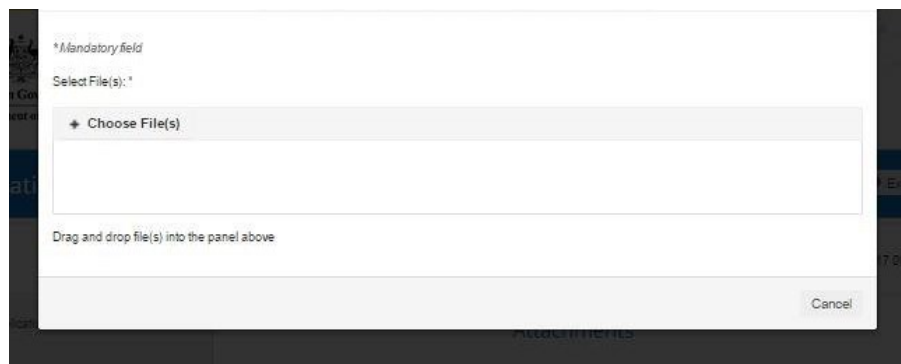 *Mandatory field
Select File(s): *
+ Choose File(s)
Drag and drop file(s) into the panel above
Cancel
Attachments